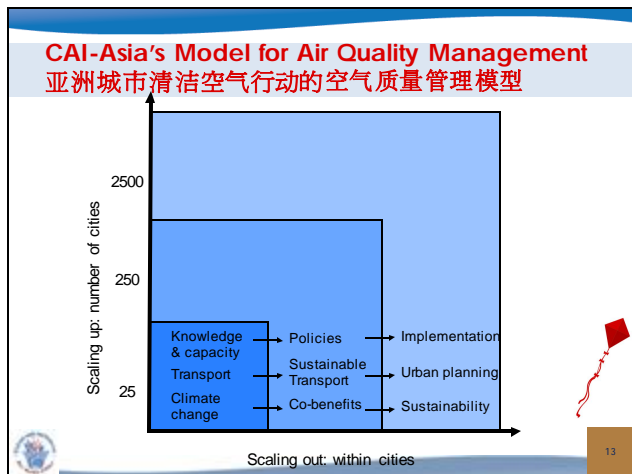 CAI-Asia's Model for Air Quality Management
亚洲城市清洁空气行动的空气质量管理模型
Scaling up: number of cities
2500
250
25
Knowledge & capacity
Policies
Implementation
Transport
Sustainable Transport
Urban planning
Climate change
Co-benefits
Sustainability
Scaling out: within cities
13